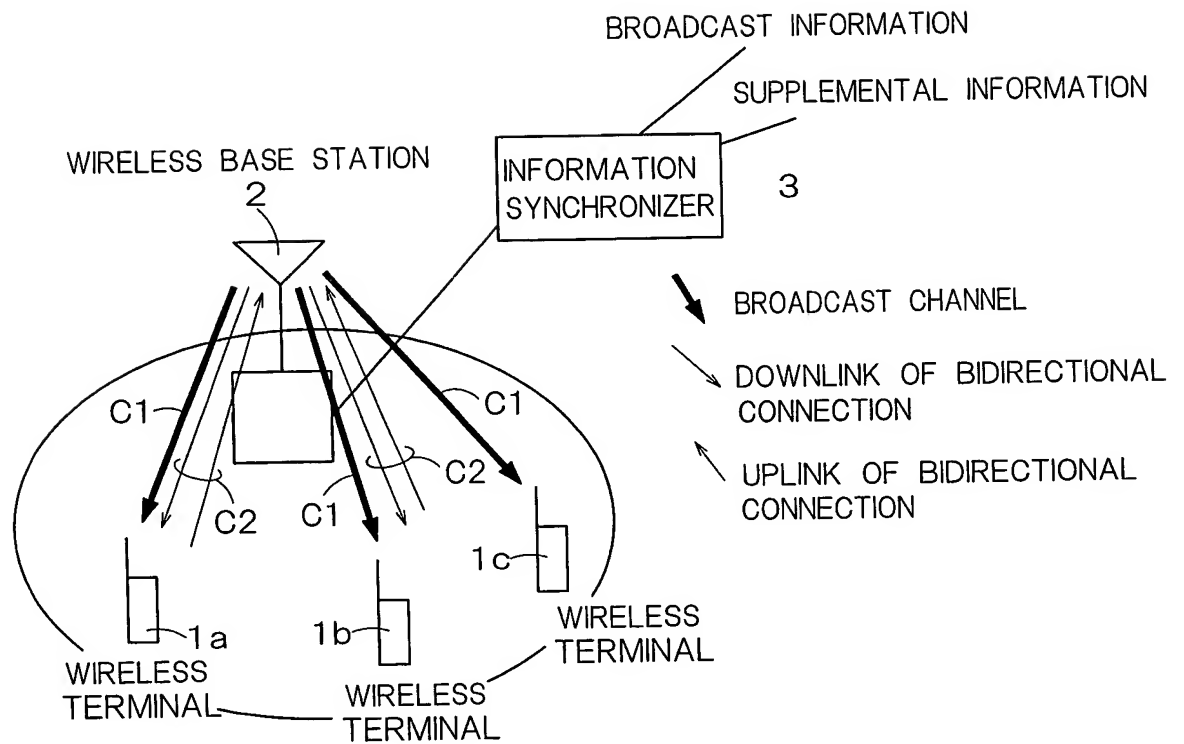 BROADCAST INFORMATION
SUPPLEMENTAL INFORMATION
WIRELESS BASE STATION
2
INFORMATION
SYNCHRONIZER
3
BROADCAST CHANNEL
DOWNLINK OF BIDIRECTIONAL
CONNECTION
UPLINK OF BIDIRECTIONAL
CONNECTION
C1
C1
C2
C2
C1
1c
1a
1b
WIRELESS
TERMINAL
WIRELESS
TERMINAL
WIRELESS
TERMINAL